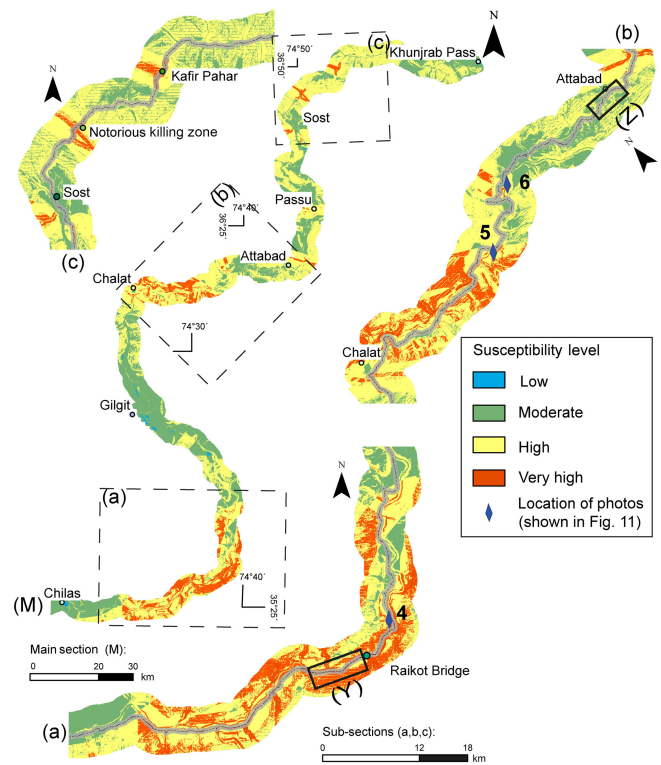 N
(c)
N
(b)
74°50´
36°50´
Khunjrab Pass
Kafir Pahar
Attabad
N
Notorious killing zone
Sost
(Z)
N
Sost
6
(b)
74°40´
36°25´
Passu
5
(c)
Attabad
Chalat
74°30´
Chalat
Susceptibility level
Low
Moderate
High
Very high
Location of photos
(shown in Fig. 11)
Gilgit
N
(a)
74°40´
35°25´
Chilas
(M)
4
Main section (M):
0 20 30
km
Raikot Bridge
(Y)
(a)
Sub-sections (a,b,c):
0 12 18
km